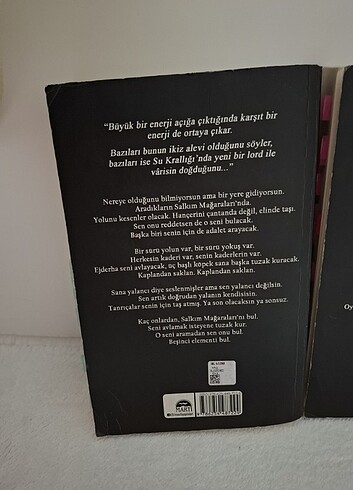 “Büyük bir enerji açığa çıktığında karşıt bir
enerji de ortaya çıkar.
Bazıları bunun ikiz alevi olduğunu söyler,
bazıları ise Su Krallığı’nda yeni bir lord ile
vârisin doğduğunu...”
Nereye olduğunu bilmiyorsun ama bir yere gidiyorsun.
Aradıkların Salkım Mağaraları’nda.
Yolunu kesenler olacak. Hançerini çantanda değil, elinde taşı.
Sen onu reddetsen de o seni bulacak.
Başka biri senin için de adalet arayacak.
Bir sürü yolun var, bir sürü yokuş var.
Herkesin kaderi var, senin kaderlerin var.
Ejderha seni avlayacak, üç başlı köpek sana başka tuzak kuracak.
Kaplandan saklan. Kaplandan saklan.
Sana yalancı diye seslenmişler ama sen yalancı değilsin.
Sen artık doğrudan yalanın kendisisin.
Tanrıçalar senin için taş atmış. Ya son olacaksın ya sonsuz.
Kaç onlardan, Salkım Mağaraları’nı bul.
Seni avlamak isteyene tuzak kur.
O seni aramadan sen onu bul.
Beşinci elementi bul.
MARTI
Oy